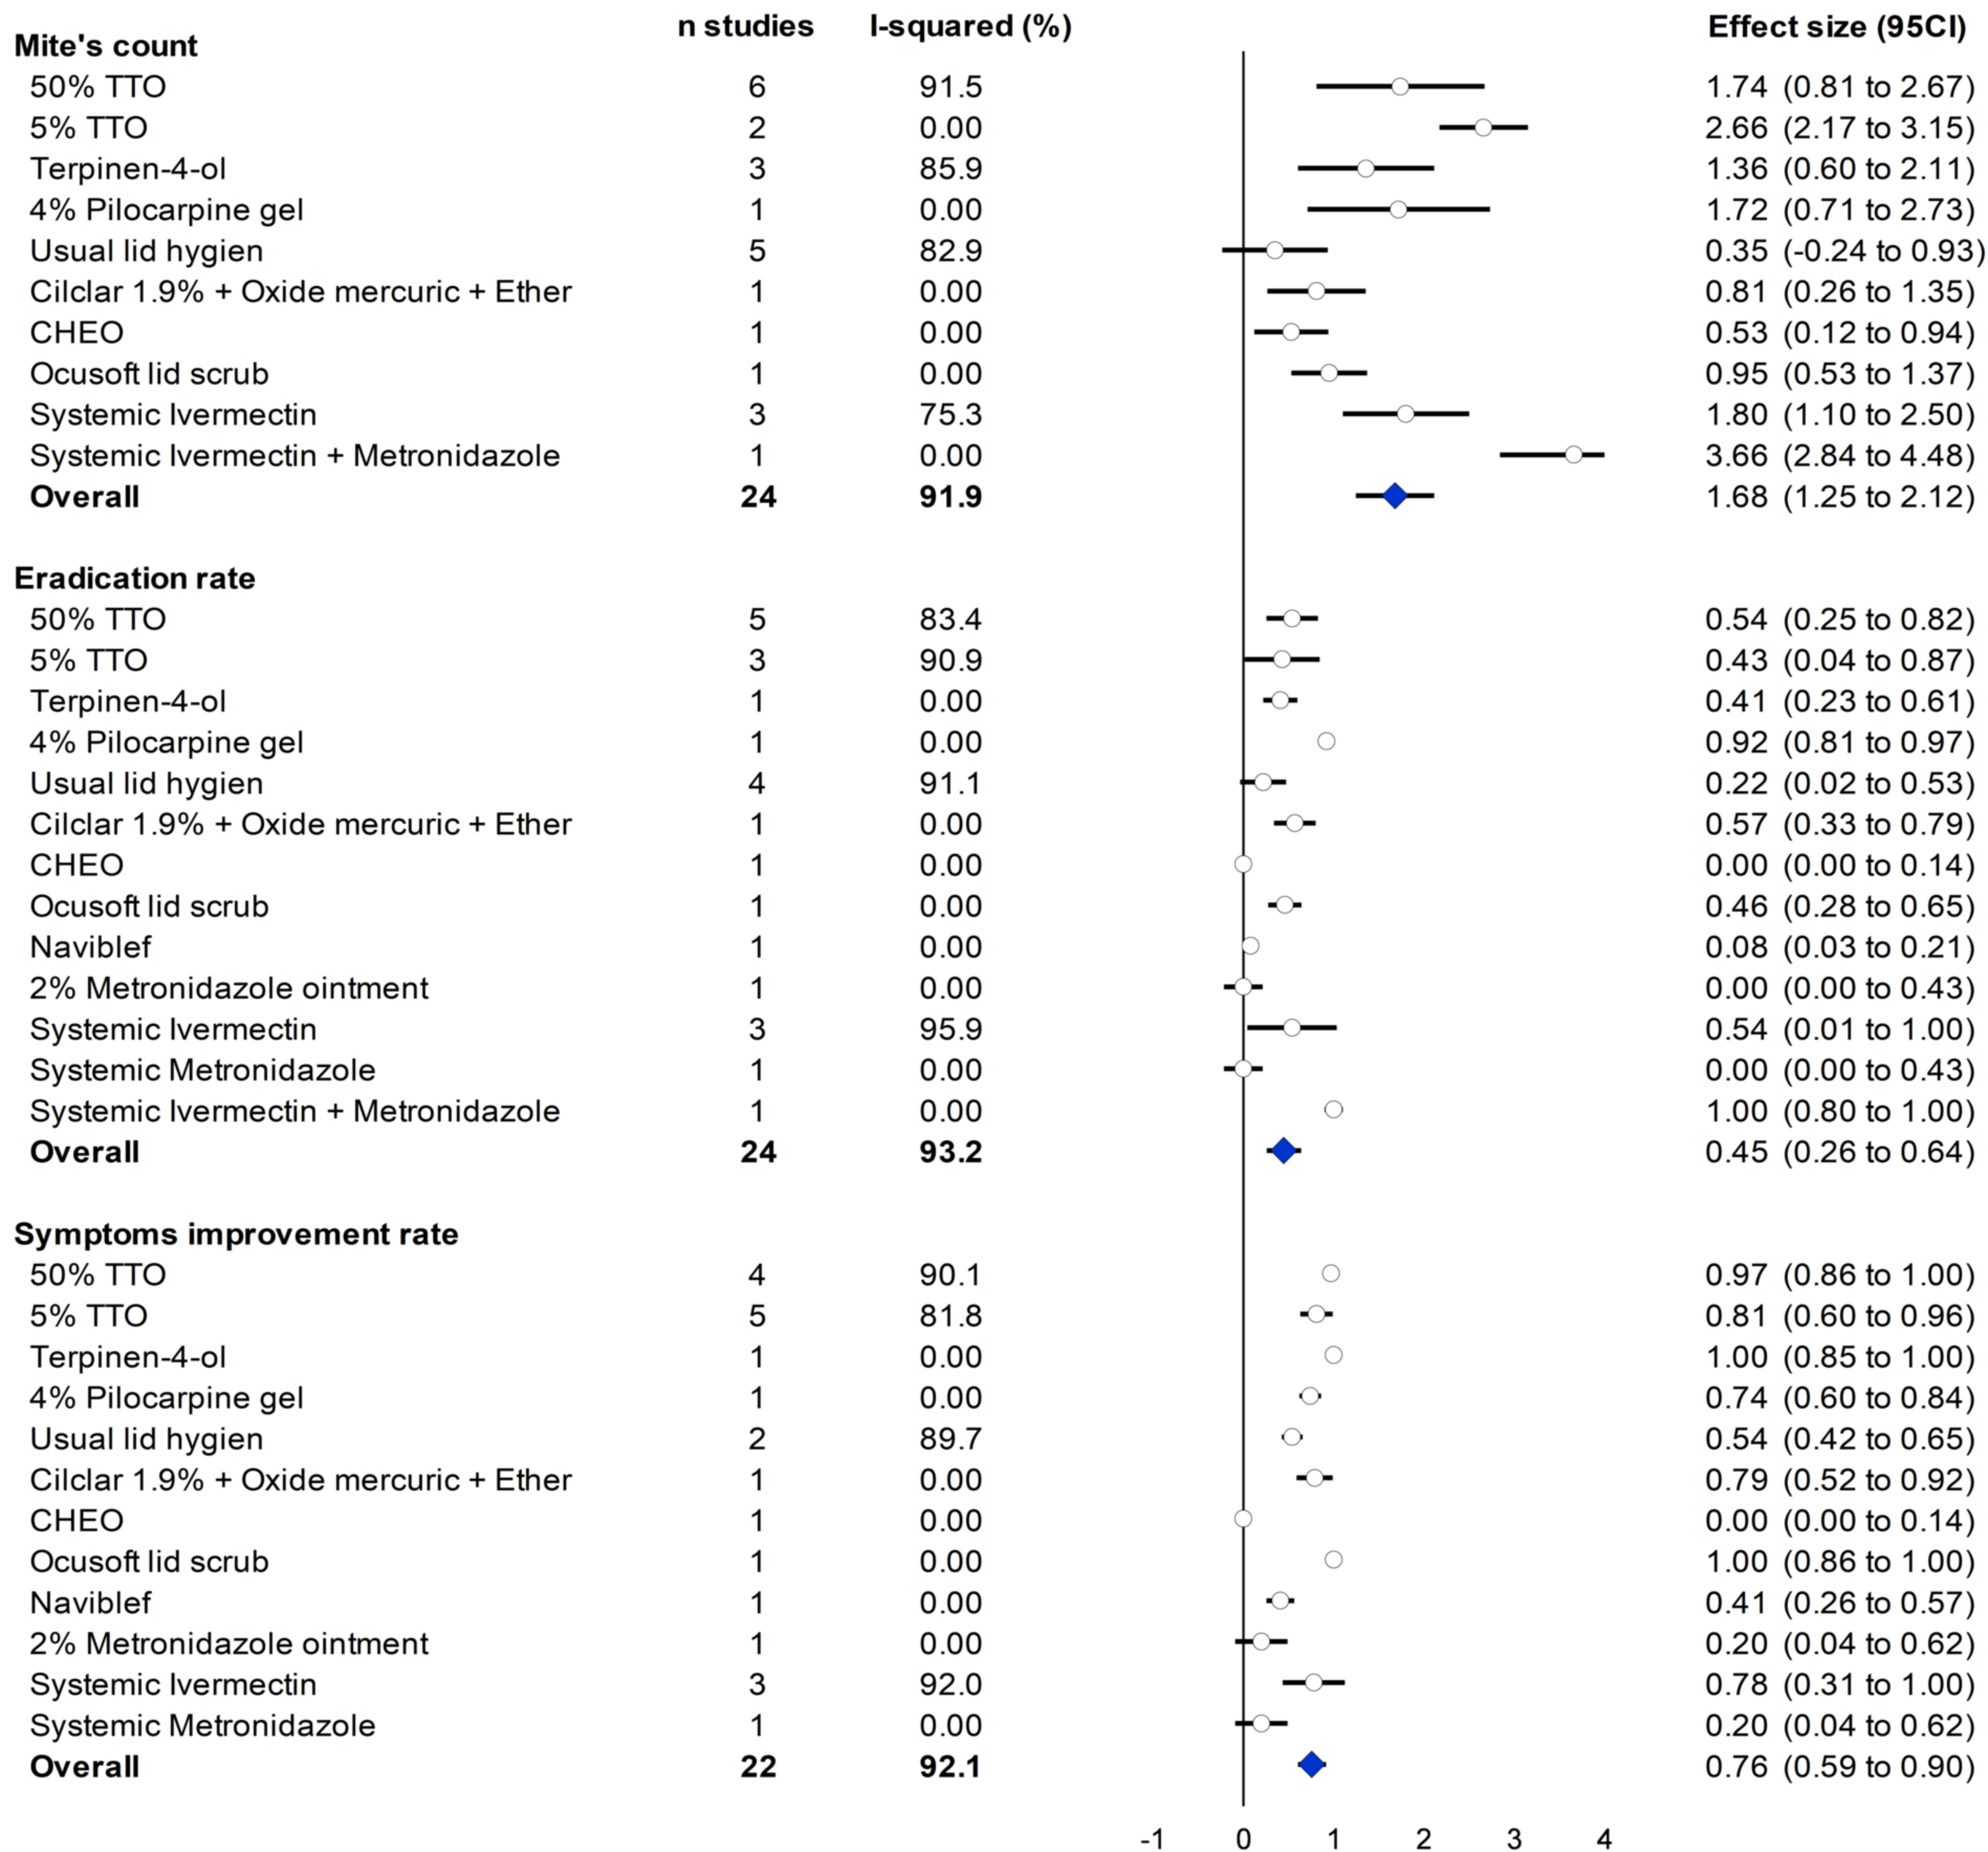 n studies I-squared (%) Effect size (95CI)
Mite's count
50% TTO 6 91.5 1.74 (0.81 to 2.67)
5% TTO 2 0.00 2.66 (2.17 to 3.15)
Terpinen-4-ol 3 85.9 1.36 (0.60 to 2.11)
4% Pilocarpine gel 1 0.00 1.72 (0.71 to 2.73)
Usual lid hygien 5 82.9 0.35 (-0.24 to 0.93)
Cilclar 1.9% + Oxide mercuric + Ether 1 0.00 0.81 (0.26 to 1.35)
CHEO 1 0.00 0.53 (0.12 to 0.94)
Ocusoft lid scrub 1 0.00 0.95 (0.53 to 1.37)
Systemic Ivermectin 3 75.3 1.80 (1.10 to 2.50)
Systemic Ivermectin + Metronidazole 1 0.00 3.66 (2.84 to 4.48)
Overall 24 91.9 1.68 (1.25 to 2.12)
Eradication rate
50% TTO 5 83.4 0.54 (0.25 to 0.82)
5% TTO 3 90.9 0.43 (0.04 to 0.87)
Terpinen-4-ol 1 0.00 0.41 (0.23 to 0.61)
4% Pilocarpine gel 1 0.00 0.92 (0.81 to 0.97)
Usual lid hygien 4 91.1 0.22 (0.02 to 0.53)
Cilclar 1.9% + Oxide mercuric + Ether 1 0.00 0.57 (0.33 to 0.79)
CHEO 1 0.00 0.00 (0.00 to 0.14)
Ocusoft lid scrub 1 0.00 0.46 (0.28 to 0.65)
Naviblef 1 0.00 0.08 (0.03 to 0.21)
2% Metronidazole ointment 1 0.00 0.00 (0.00 to 0.43)
Systemic Ivermectin 3 95.9 0.54 (0.01 to 1.00)
Systemic Metronidazole 1 0.00 0.00 (0.00 to 0.43)
Systemic Ivermectin + Metronidazole 1 0.00 1.00 (0.80 to 1.00)
Overall 24 93.2 0.45 (0.26 to 0.64)
Symptoms improvement rate
50% TTO 4 90.1 0.97 (0.86 to 1.00)
5% TTO 5 81.8 0.81 (0.60 to 0.96)
Terpinen-4-ol 1 0.00 1.00 (0.85 to 1.00)
4% Pilocarpine gel 1 0.00 0.74 (0.60 to 0.84)
Usual lid hygien 2 89.7 0.54 (0.42 to 0.65)
Cilclar 1.9% + Oxide mercuric + Ether 1 0.00 0.79 (0.52 to 0.92)
CHEO 1 0.00 0.00 (0.00 to 0.14)
Ocusoft lid scrub 1 0.00 1.00 (0.86 to 1.00)
Naviblef 1 0.00 0.41 (0.26 to 0.57)
2% Metronidazole ointment 1 0.00 0.20 (0.04 to 0.62)
Systemic Ivermectin 3 92.0 0.78 (0.31 to 1.00)
Systemic Metronidazole 1 0.00 0.20 (0.04 to 0.62)
Overall 22 92.1 0.76 (0.59 to 0.90)
-1 0 1 2 3 4